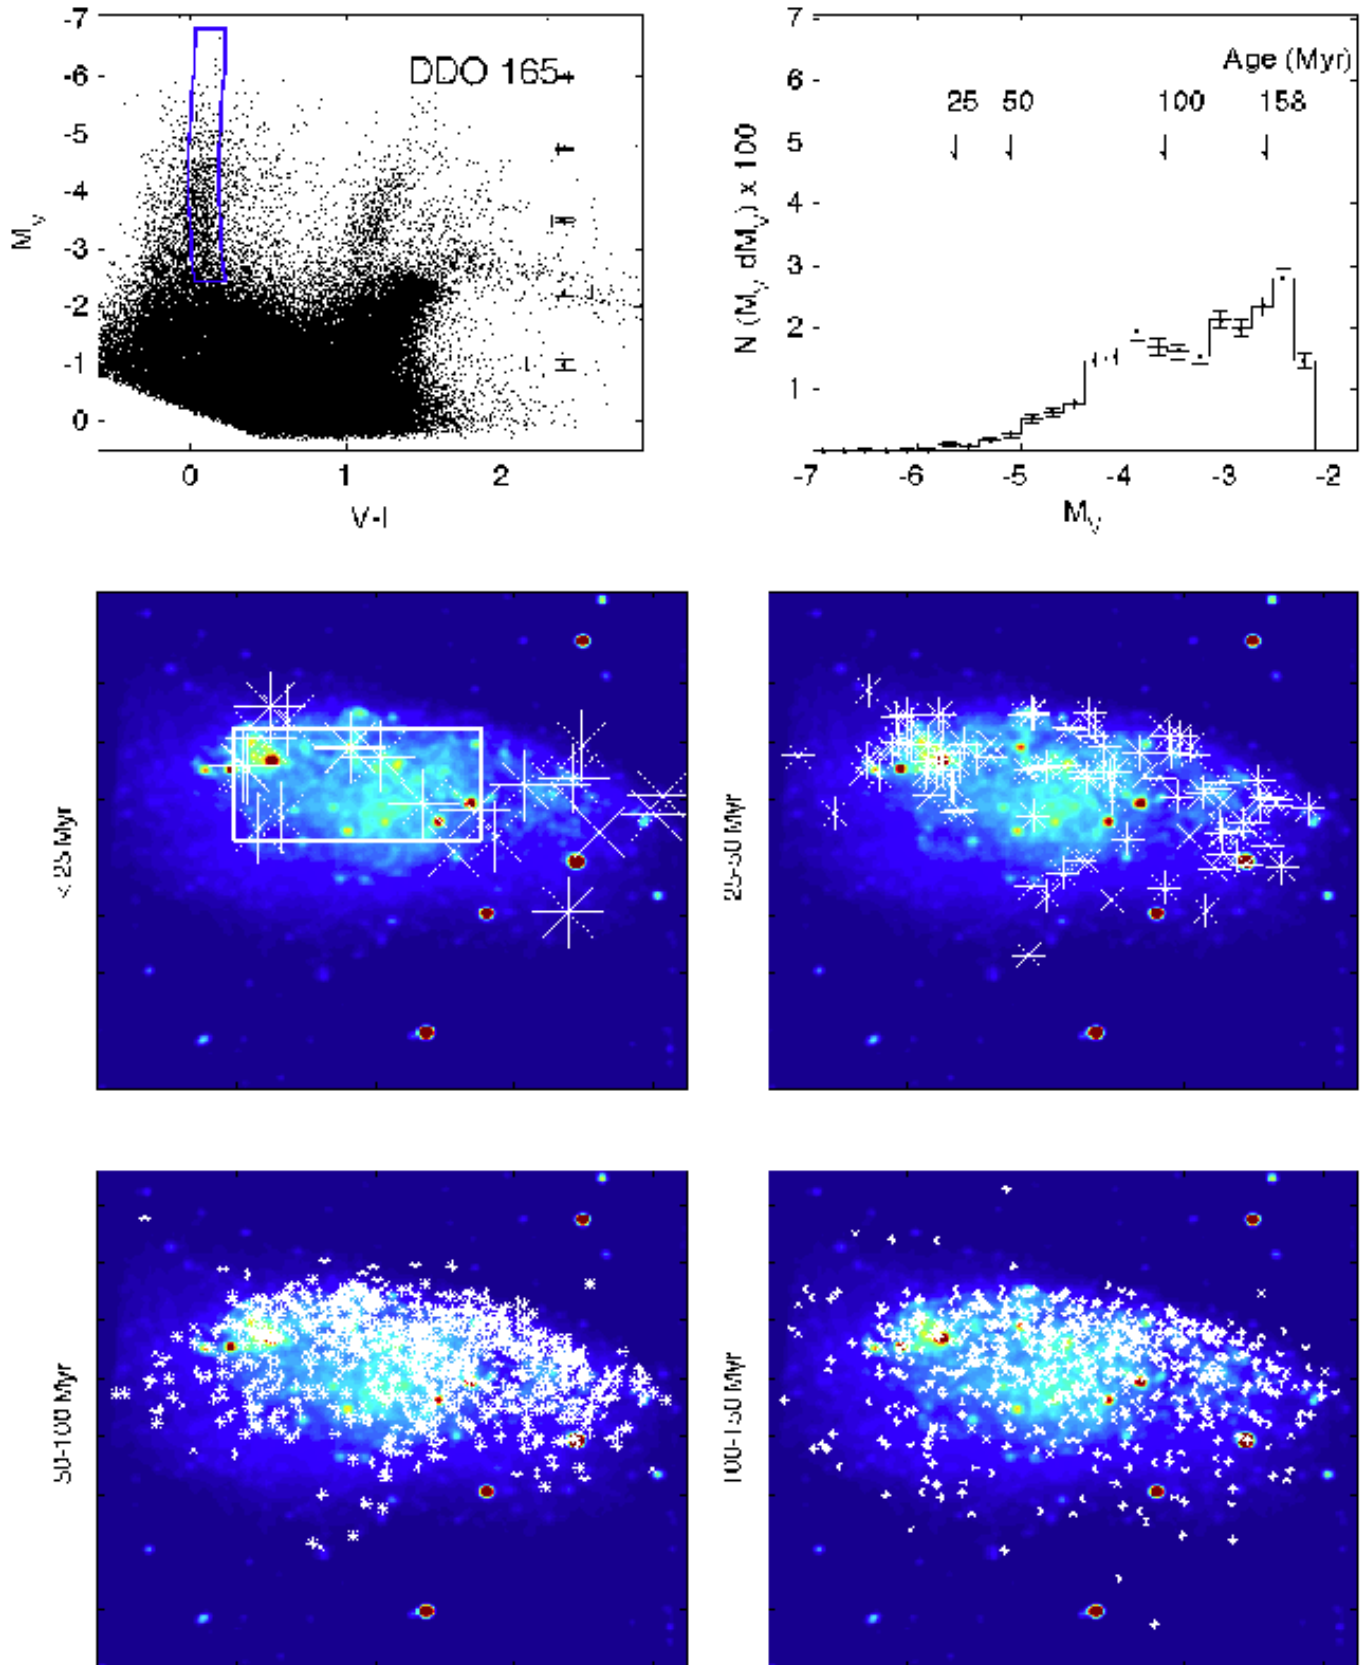 -7
-6
-5
-4
-3
-2
-1
0
M_V
DDO 165
0 1 2
V-I
7
6
5
4
3
2
1
N (M_V, dM_V) x 100
Age (Myr)
25 50 100 158
-7 -6 -5 -4 -3 -2
M_V
< 25 Myr
25-50 Myr
50-100 Myr
100-150 Myr